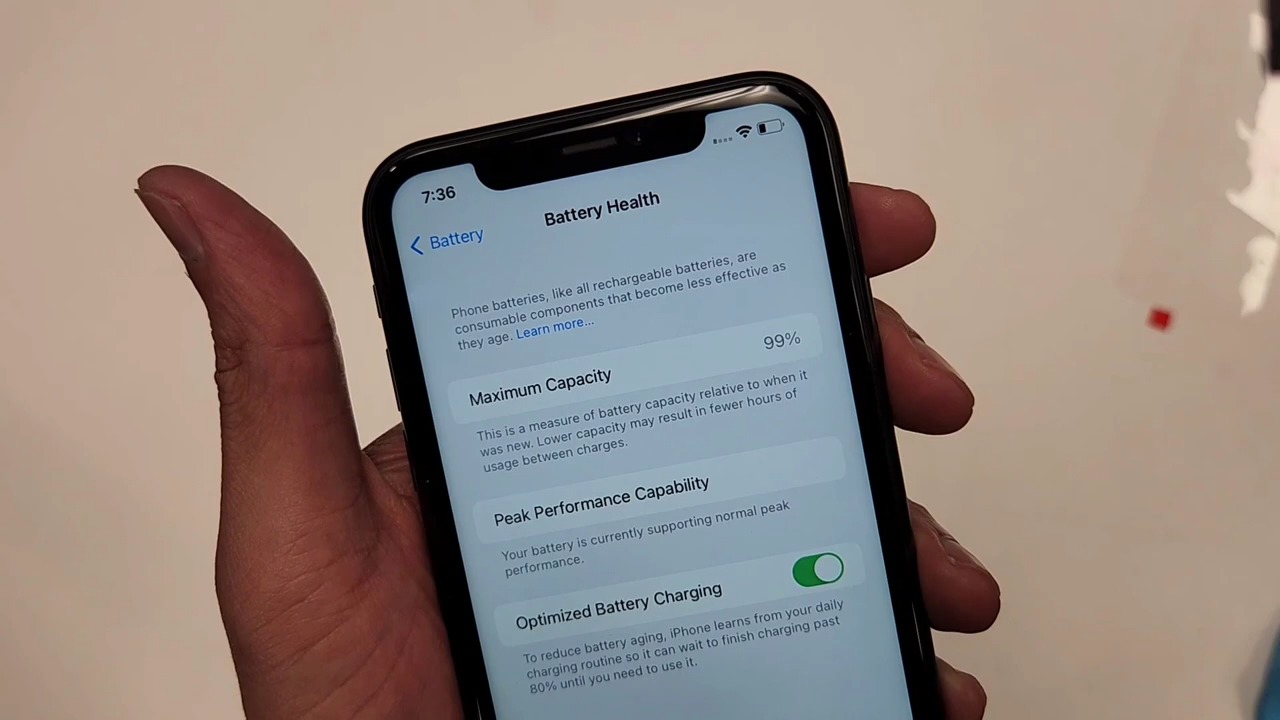 7:36
Battery
Battery Health
Phone batteries, like all rechargeable batteries, are
consumable components that become less effective as
they age. Learn more...
Maximum Capacity 99%
This is a measure of battery capacity relative to when it
was new. Lower capacity may result in fewer hours of
usage between charges.
Peak Performance Capability
Your battery is currently supporting normal peak
performance.
Optimized Battery Charging
To reduce battery aging, iPhone learns from your daily
charging routine so it can wait to finish charging past
80% until you need to use it.